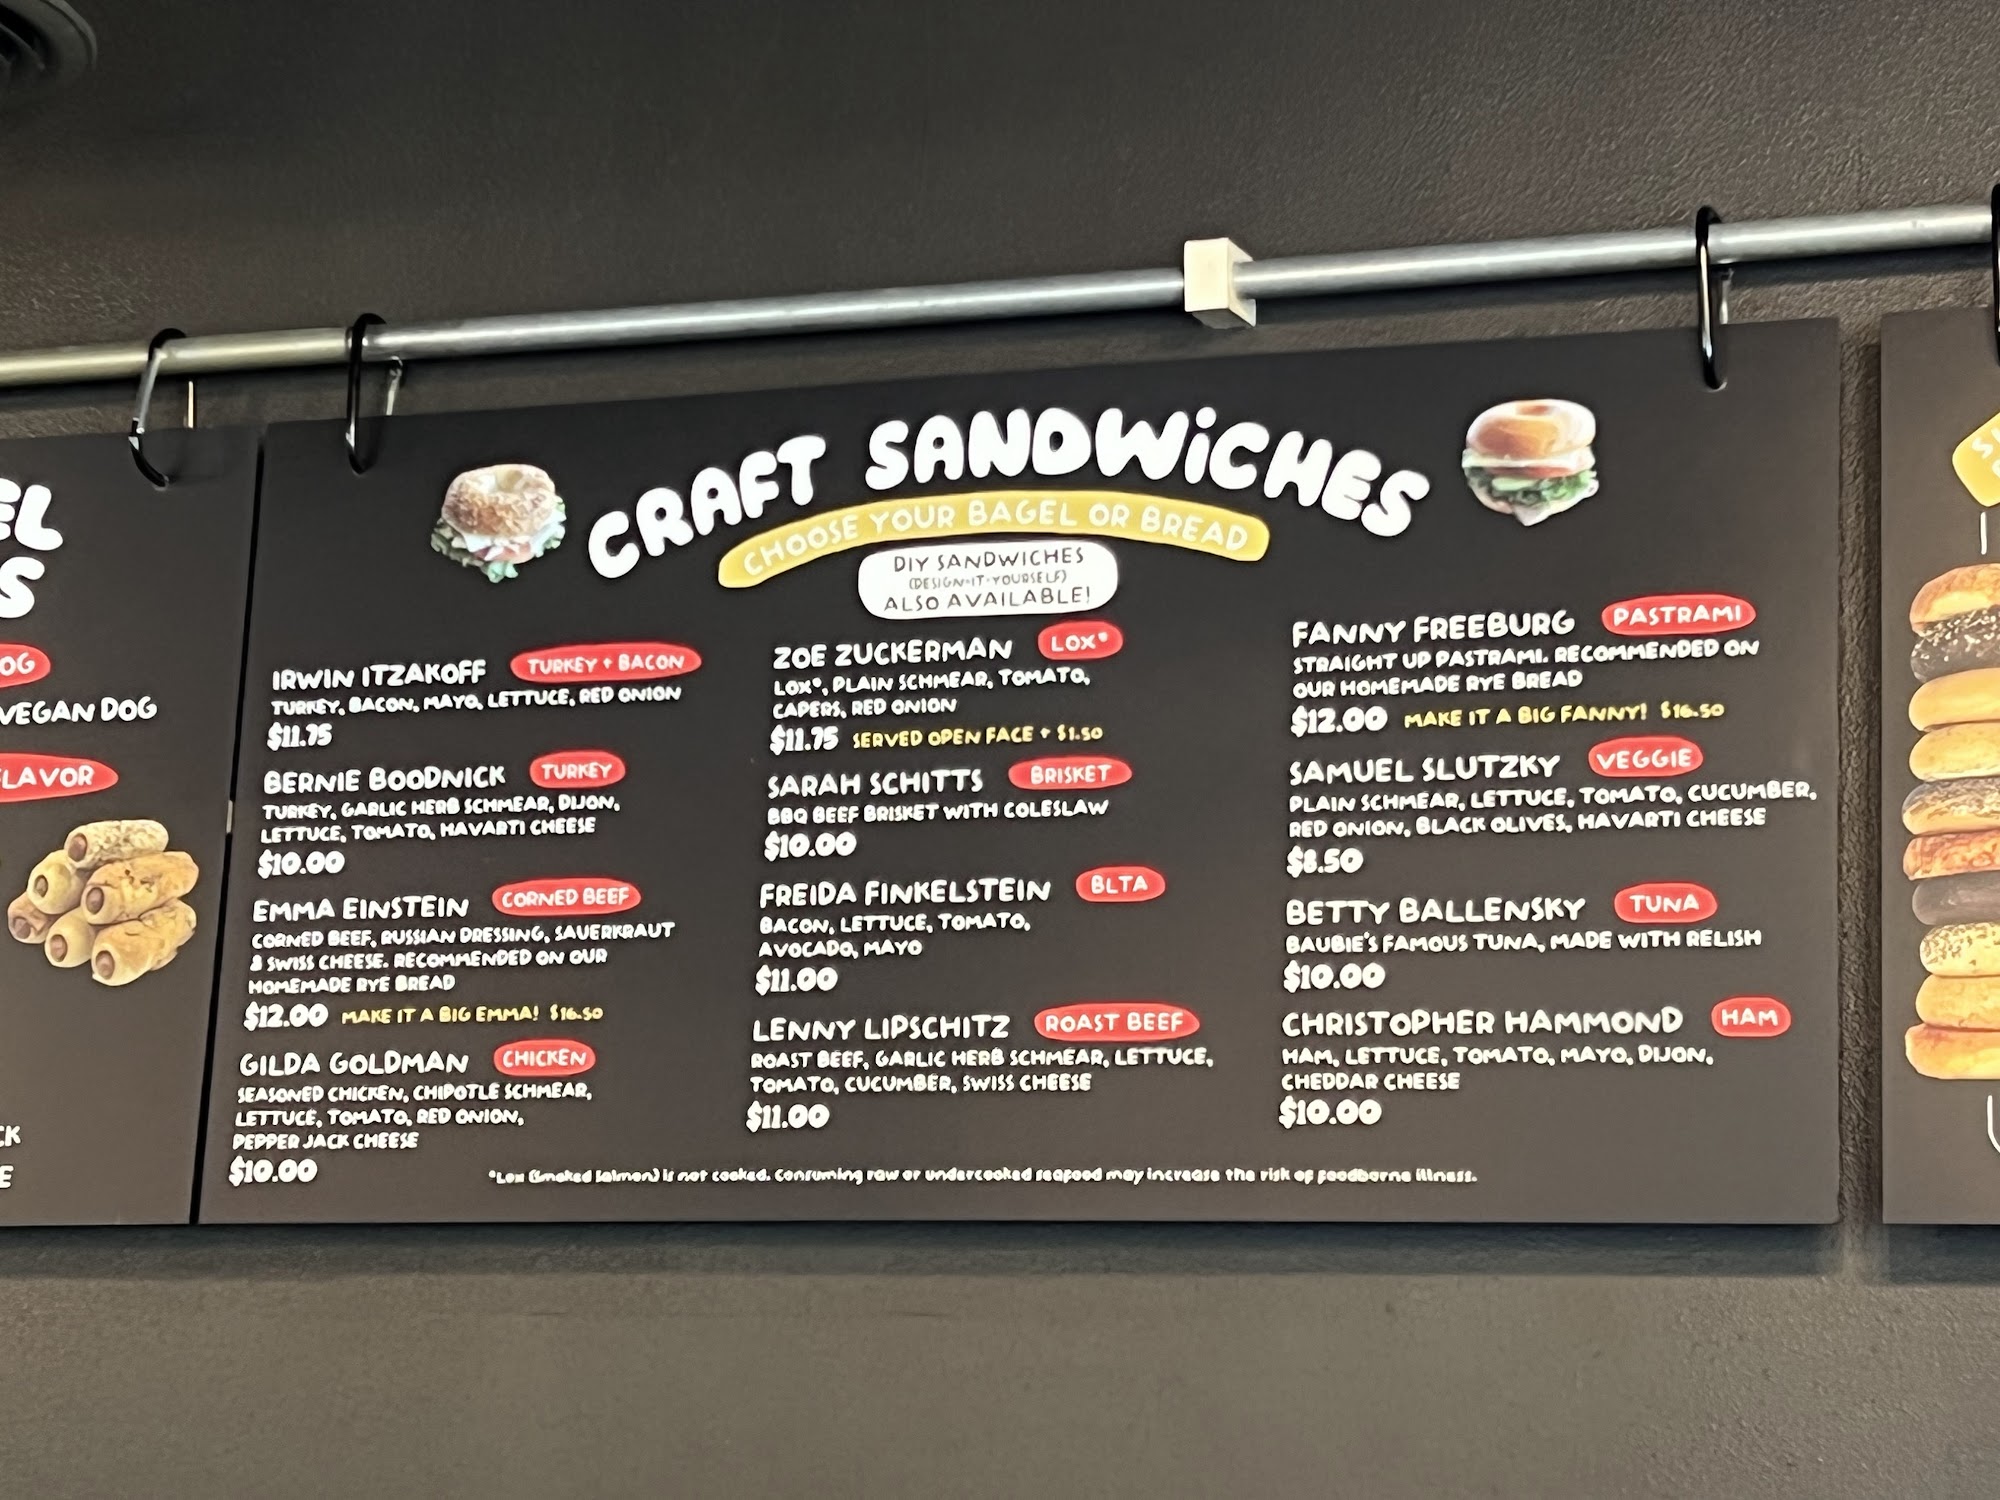 EL
S
OG
VEGAN DOG
LAVOR
CK
E
CRAFT SANDWiCHES
CHOOSE YOUR BAGEL OR BREAD
DIY SANDWICHES
(DESIGN-IT-YOURSELF)
ALSO AVAILABLE!
IRWIN ITZAKOFF TURKEY + BACON
TURKEY, BACON, MAYO, LETTUCE, RED ONION
$11.75
BERNIE BOODNICK TURKEY
TURKEY, GARLIC HERB SCHMEAR, DIJON,
LETTUCE, TOMATO, HAVARTI CHEESE
$10.00
EMMA EINSTEIN CORNED BEEF
CORNED BEEF, RUSSIAN DRESSING, SAUERKRAUT
& SWISS CHEESE. RECOMMENDED ON OUR
HOMEMADE RYE BREAD
$12.00 MAKE IT A BIG EMMA! $16.50
GILDA GOLDMAN CHICKEN
SEASONED CHICKEN, CHIPOTLE SCHMEAR,
LETTUCE, TOMATO, RED ONION,
PEPPER JACK CHEESE
$10.00
ZOE ZUCKERMAN LOX*
LOX*, PLAIN SCHMEAR, TOMATO,
CAPERS, RED ONION
$11.75 SERVED OPEN FACE + $1.50
SARAH SCHITTS BRISKET
BBQ BEEF BRISKET WITH COLESLAW
$10.00
FREIDA FINKELSTEIN BLTA
BACON, LETTUCE, TOMATO,
AVOCADO, MAYO
$11.00
LENNY LIPSCHITZ ROAST BEEF
ROAST BEEF, GARLIC HERB SCHMEAR, LETTUCE,
TOMATO, CUCUMBER, SWISS CHEESE
$11.00
FANNY FREEBURG PASTRAMI
STRAIGHT UP PASTRAMI. RECOMMENDED ON
OUR HOMEMADE RYE BREAD
$12.00 MAKE IT A BIG FANNY! $16.50
SAMUEL SLUTZKY VEGGIE
PLAIN SCHMEAR, LETTUCE, TOMATO, CUCUMBER,
RED ONION, BLACK OLIVES, HAVARTI CHEESE
$8.50
BETTY BALLENSKY TUNA
BAUBIE'S FAMOUS TUNA, MADE WITH RELISH
$10.00
CHRISTOPHER HAMMOND HAM
HAM, LETTUCE, TOMATO, MAYO, DIJON,
CHEDDAR CHEESE
$10.00
*Lox (Smoked Salmon) is not cooked. Consuming raw or undercooked seafood may increase the risk of foodborne illness.